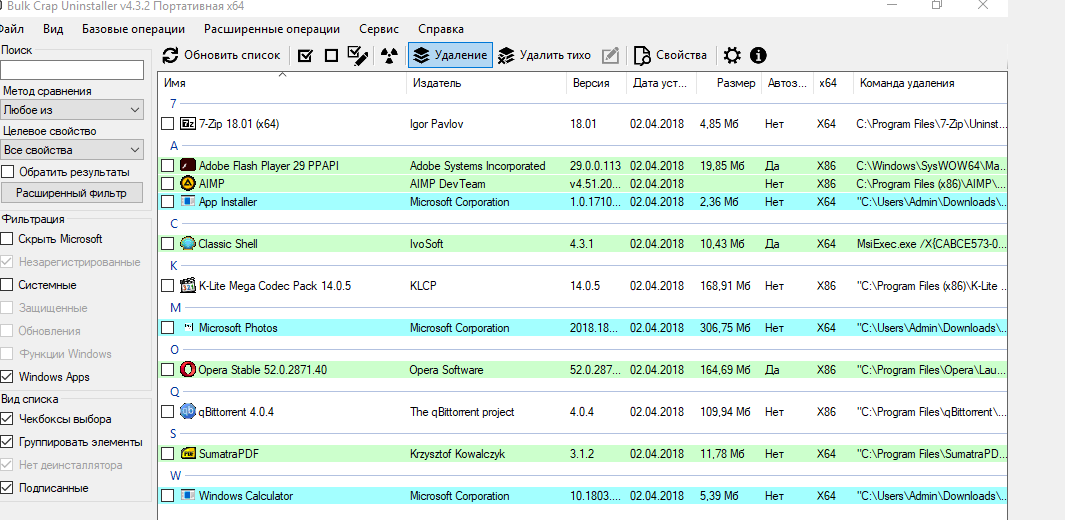 Bulk Crap Uninstaller v4.3.2 Портативная x64
Файл Вид Базовые операции Расширенные операции Сервис Справка
Поиск
Обновить список Удаление Удалить тихо Свойства
Метод сравнения
Любое из
Целевое свойство
Все свойства
Обратить результаты
Расширенный фильтр
Фильтрация
Скрыть Microsoft
Незарегистрированные
Системные
Защищенные
Обновления
Функции Windows
Windows Apps
Вид списка
Чекбоксы выбора
Группировать элементы
Нет деинсталлятора
Подписанные
Имя Издатель Версия Дата уст... Размер Автоз... x64 Команда удаления
7
7-Zip 18.01 (x64) Igor Pavlov 18.01 02.04.2018 4,85 Мб Нет X64 C:\Program Files\7-Zip\Uninst...
A
Adobe Flash Player 29 PPAPI Adobe Systems Incorporated 29.0.0.113 02.04.2018 19,85 Мб Да X86 C:\Windows\SysWOW64\Ma...
AIMP AIMP DevTeam v4.51.20... 02.04.2018 Нет X86 C:\Program Files (x86)\AIMP\...
App Installer Microsoft Corporation 1.0.1710... 02.04.2018 2,36 Мб Нет X64 "C:\Users\Admin\Downloads\...
C
Classic Shell IvoSoft 4.3.1 02.04.2018 10,43 Мб Да X64 MsiExec.exe /X{CABCE573-0...
K
K-Lite Mega Codec Pack 14.0.5 KLCP 14.0.5 02.04.2018 168,91 Мб Нет X86 "C:\Program Files (x86)\K-Lite ...
M
Microsoft Photos Microsoft Corporation 2018.18... 02.04.2018 306,75 Мб Нет X64 "C:\Users\Admin\Downloads\...
O
Opera Stable 52.0.2871.40 Opera Software 52.0.287... 02.04.2018 164,69 Мб Да X86 "C:\Program Files\Opera\Lau...
Q
qBittorrent 4.0.4 The qBittorrent project 4.0.4 02.04.2018 109,94 Мб Нет X86 "C:\Program Files\qBittorrent\...
S
SumatraPDF Krzysztof Kowalczyk 3.1.2 02.04.2018 11,78 Мб Нет X64 "C:\Program Files\SumatraPD...
W
Windows Calculator Microsoft Corporation 10.1803.... 02.04.2018 5,39 Мб Нет X64 "C:\Users\Admin\Downloads\...